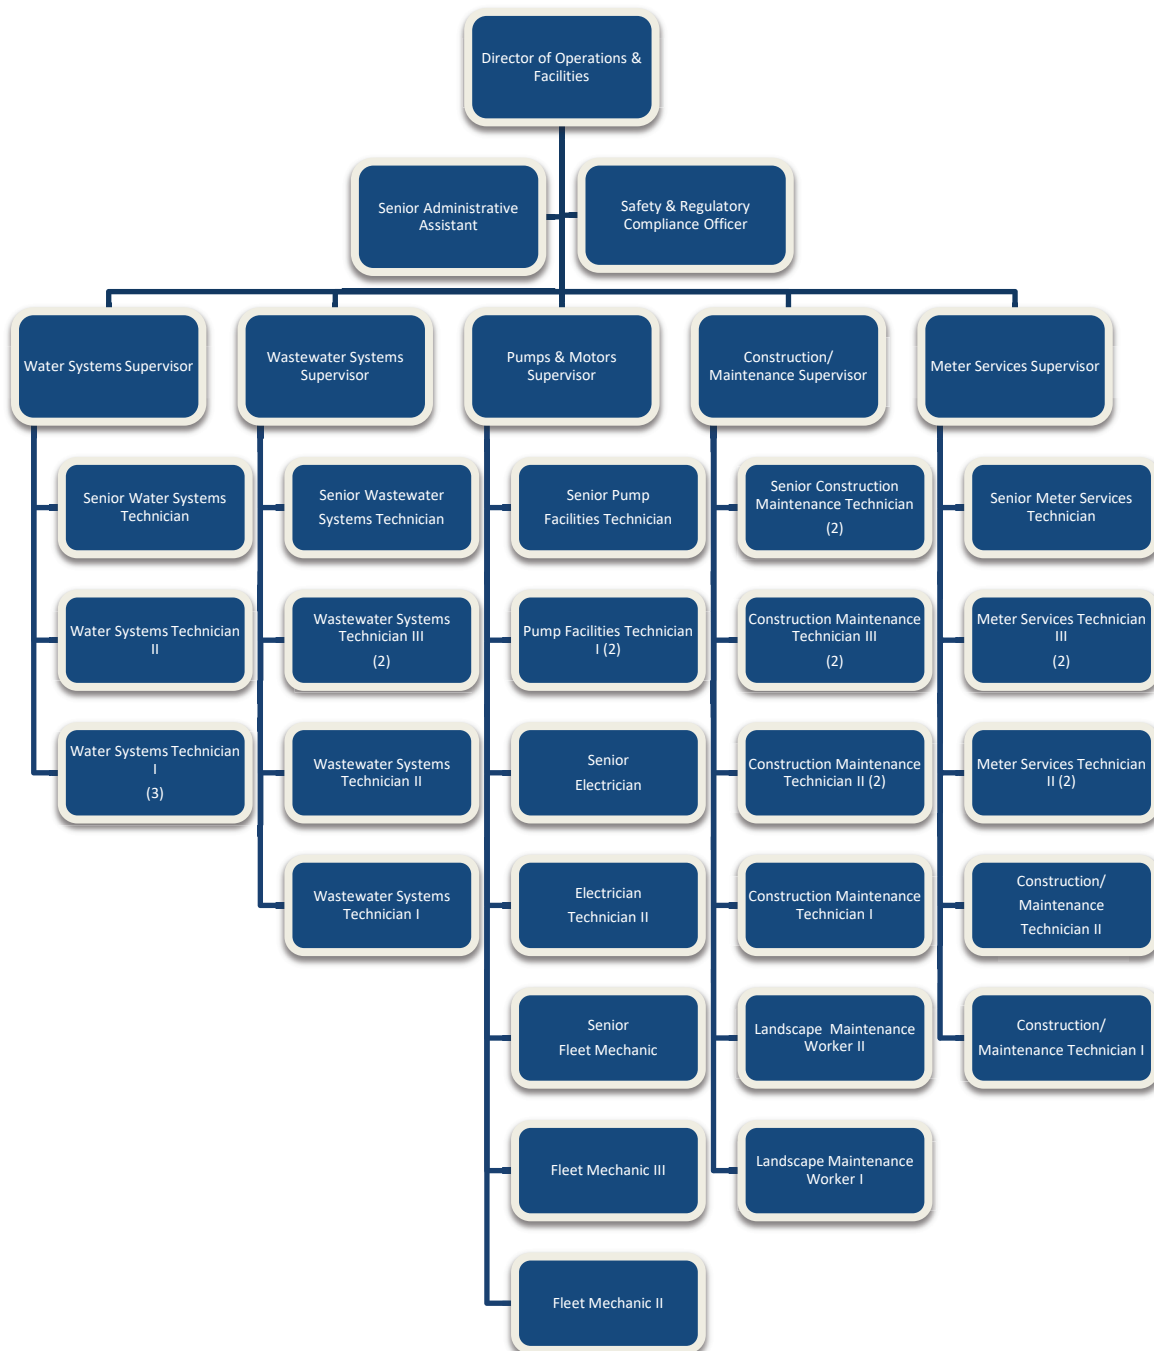 Director of Operations &
Facilities
Senior Administrative
Assistant
Safety & Regulatory
Compliance Officer
Water Systems Supervisor
Wastewater Systems
Supervisor
Pumps & Motors
Supervisor
Construction/
Maintenance Supervisor
Meter Services Supervisor
Senior Water Systems
Technician
Senior Wastewater
Systems Technician
Senior Pump
Facilities Technician
Senior Construction
Maintenance Technician
(2)
Senior Meter Services
Technician
Water Systems Technician
II
Wastewater Systems
Technician III
(2)
Pump Facilities Technician
I (2)
Construction Maintenance
Technician III
(2)
Meter Services Technician
III
(2)
Water Systems Technician
I
(3)
Wastewater Systems
Technician II
Senior
Electrician
Construction Maintenance
Technician II (2)
Meter Services Technician
II (2)
Wastewater Systems
Technician I
Electrician
Technician II
Construction Maintenance
Technician I
Construction/
Maintenance
Technician II
Senior
Fleet Mechanic
Landscape Maintenance
Worker II
Construction/
Maintenance Technician I
Fleet Mechanic III
Landscape Maintenance
Worker I
Fleet Mechanic II